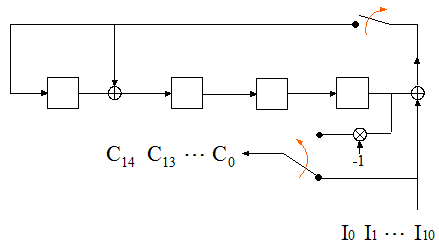 -1
C₁₄ C₁₃ ⋯ C₀
I₀ I₁ ⋯ I₁₀